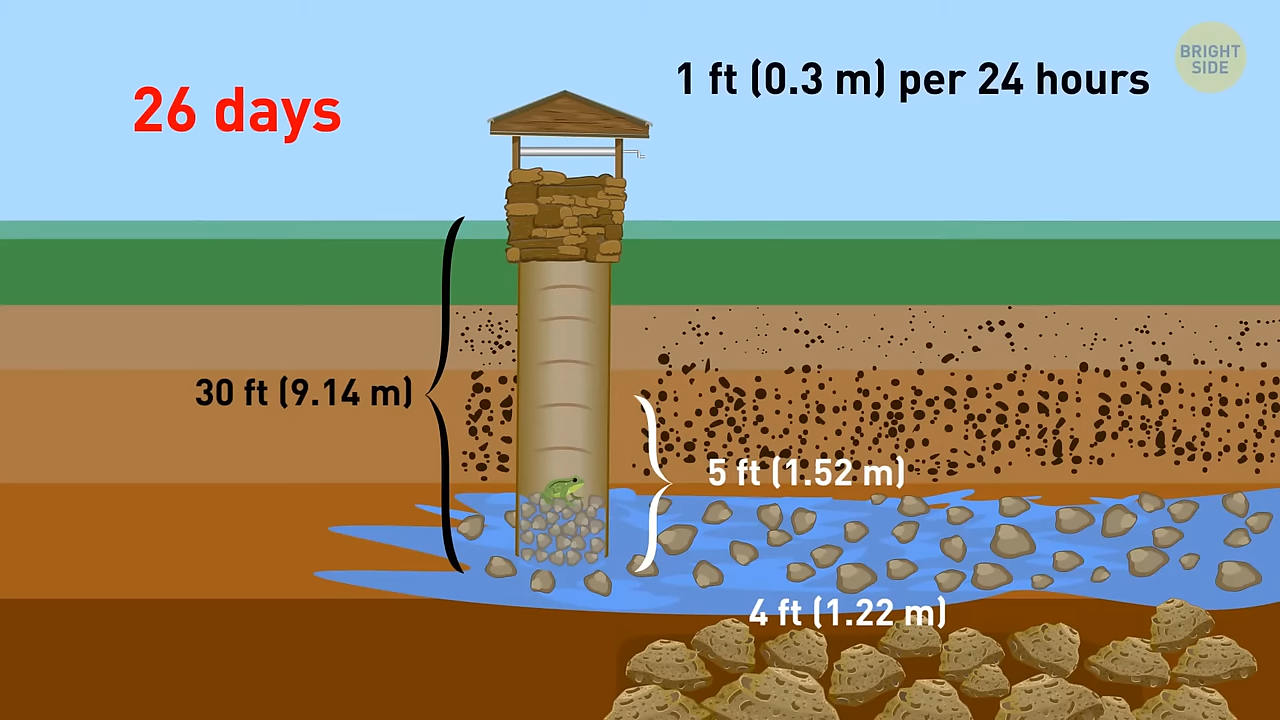 26 days
1 ft (0.3 m) per 24 hours
BRIGHT
SIDE
30 ft (9.14 m)
5 ft (1.52 m)
4 ft (1.22 m)